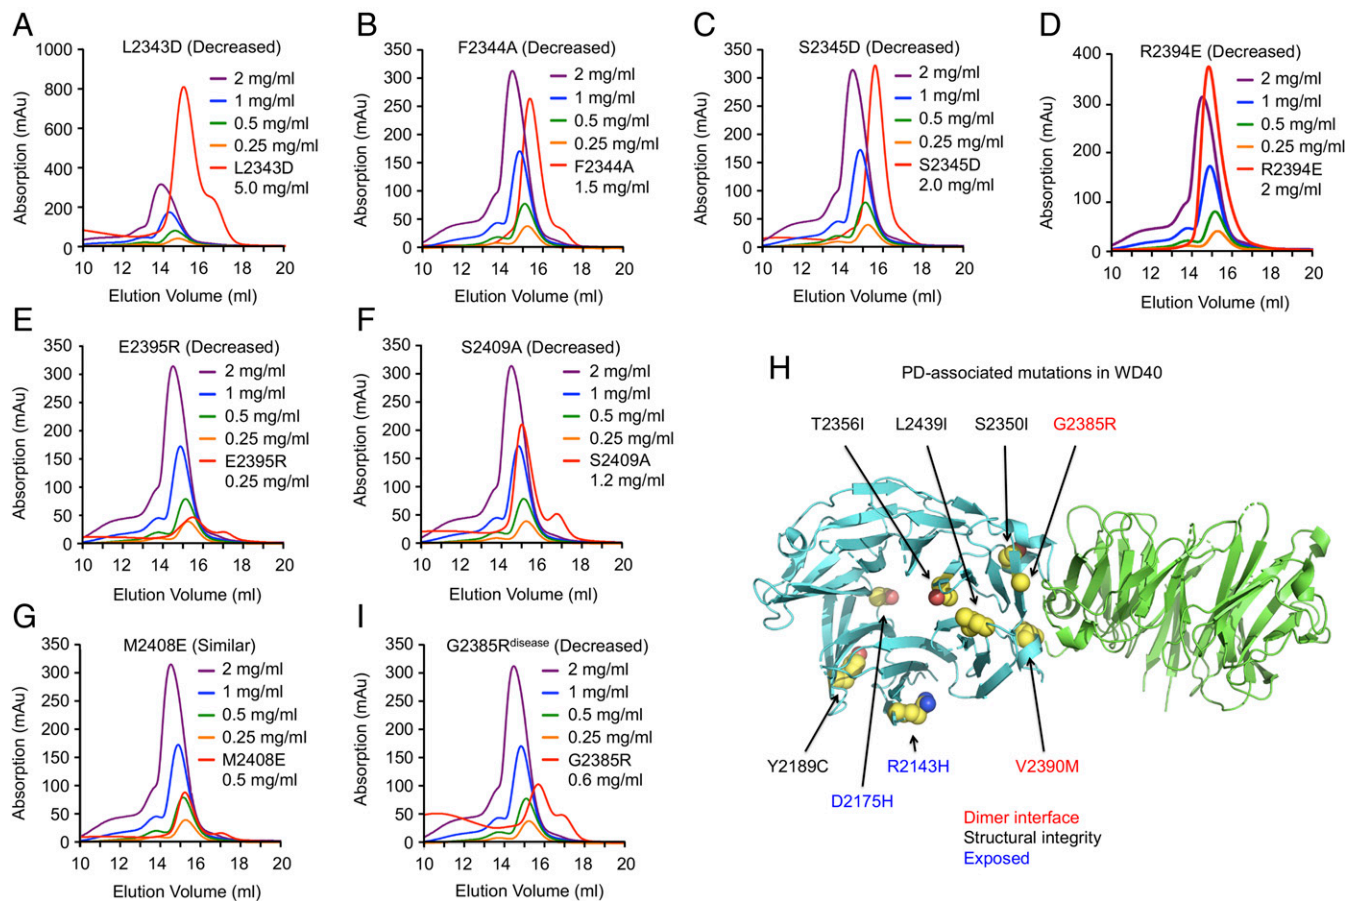 A
L2343D (Decreased)
1000
800
600
400
200
0
Absorption (mAu)
2 mg/ml
1 mg/ml
0.5 mg/ml
0.25 mg/ml
L2343D
5.0 mg/ml
10 12 14 16 18 20
Elution Volume (ml)
B
F2344A (Decreased)
350
300
250
200
150
100
50
0
Absorption (mAu)
2 mg/ml
1 mg/ml
0.5 mg/ml
0.25 mg/ml
F2344A
1.5 mg/ml
10 12 14 16 18 20
Elution Volume (ml)
C
S2345D (Decreased)
350
300
250
200
150
100
50
0
Absorption (mAu)
2 mg/ml
1 mg/ml
0.5 mg/ml
0.25 mg/ml
S2345D
2.0 mg/ml
10 12 14 16 18 20
Elution Volume (ml)
D
R2394E (Decreased)
400
300
200
100
0
Absorption (mAu)
2 mg/ml
1 mg/ml
0.5 mg/ml
0.25 mg/ml
R2394E
2 mg/ml
10 12 14 16 18 20
Elution Volume (ml)
E
E2395R (Decreased)
350
300
250
200
150
100
50
0
Absorption (mAu)
2 mg/ml
1 mg/ml
0.5 mg/ml
0.25 mg/ml
E2395R
0.25 mg/ml
10 12 14 16 18 20
Elution Volume (ml)
F
S2409A (Decreased)
350
300
250
200
150
100
50
0
Absorption (mAu)
2 mg/ml
1 mg/ml
0.5 mg/ml
0.25 mg/ml
S2409A
1.2 mg/ml
10 12 14 16 18 20
Elution Volume (ml)
G
M2408E (Similar)
350
300
250
200
150
100
50
0
Absorption (mAu)
2 mg/ml
1 mg/ml
0.5 mg/ml
0.25 mg/ml
M2408E
0.5 mg/ml
10 12 14 16 18 20
Elution Volume (ml)
I
G2385Rdisease (Decreased)
350
300
250
200
150
100
50
0
Absorption (mAu)
2 mg/ml
1 mg/ml
0.5 mg/ml
0.25 mg/ml
G2385R
0.6 mg/ml
10 12 14 16 18 20
Elution Volume (ml)
H
PD-associated mutations in WD40
T2356I L2439I S2350I G2385R
Y2189C R2143H V2390M
D2175H
Dimer interface
Structural integrity
Exposed